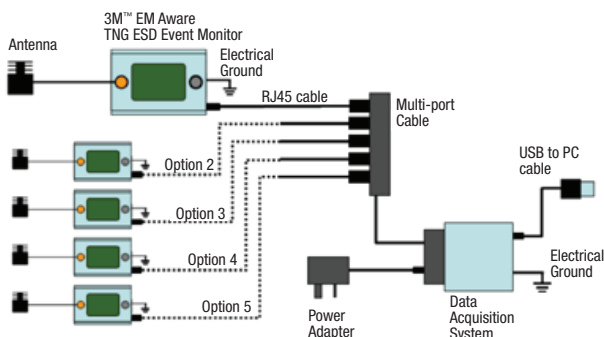 3M™ EM Aware
TNG ESD Event Monitor
Antenna
Electrical
Ground
RJ45 cable
Multi-port
Cable
Option 2
Option 3
Option 4
Option 5
USB to PC
cable
Electrical
Ground
Power
Adapter
Data
Acquisition
System